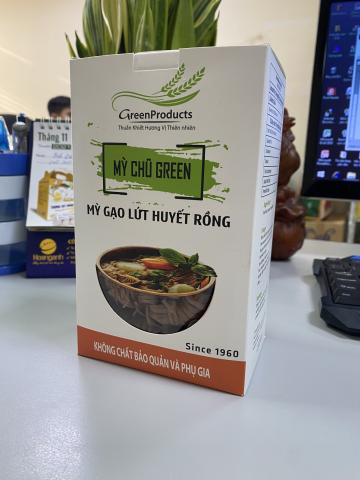 GreenProducts
Thuần Khiết Hương Vị Thiên nhiên
MỲ CHŨ GREEN
MỲ GẠO LỨT HUYẾT RỒNG
Since 1960
KHÔNG CHẤT BẢO QUẢN VÀ PHỤ GIA
Tháng 11
Hoanganh